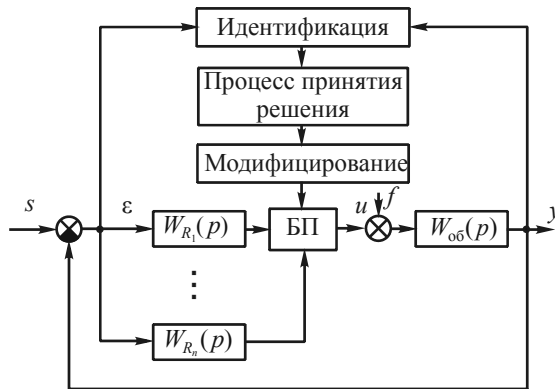 Идентификация
Процесс принятия
решения
Модифицирование
s
ε
W_{R_1}(p)
БП
u
f
W_{об}(p)
y
⋮
W_{R_n}(p)